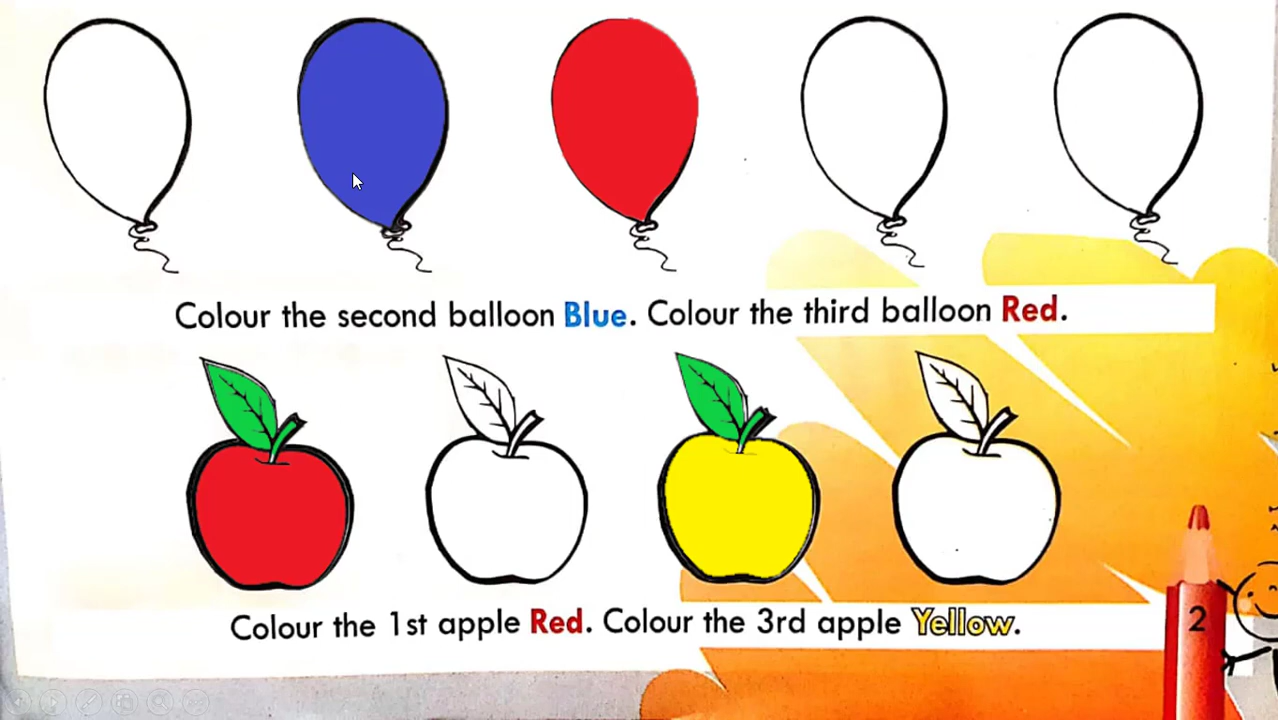 Colour the second balloon Blue. Colour the third balloon Red.
Colour the 1st apple Red. Colour the 3rd apple Yellow.
2